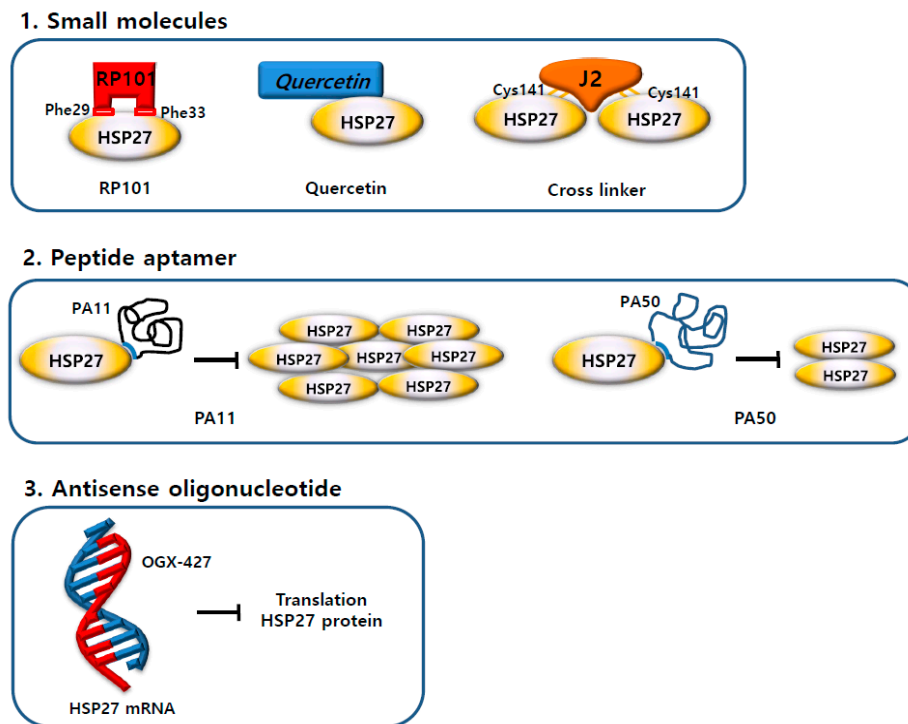 1. Small molecules
RP101
Phe29
Phe33
HSP27
RP101
Quercetin
HSP27
Quercetin
J2
Cys141
Cys141
HSP27
HSP27
Cross linker
2. Peptide aptamer
PA11
HSP27
HSP27
HSP27
HSP27
HSP27
HSP27
HSP27
HSP27
PA11
PA50
HSP27
HSP27
HSP27
PA50
3. Antisense oligonucleotide
OGX-427
Translation
HSP27 protein
HSP27 mRNA